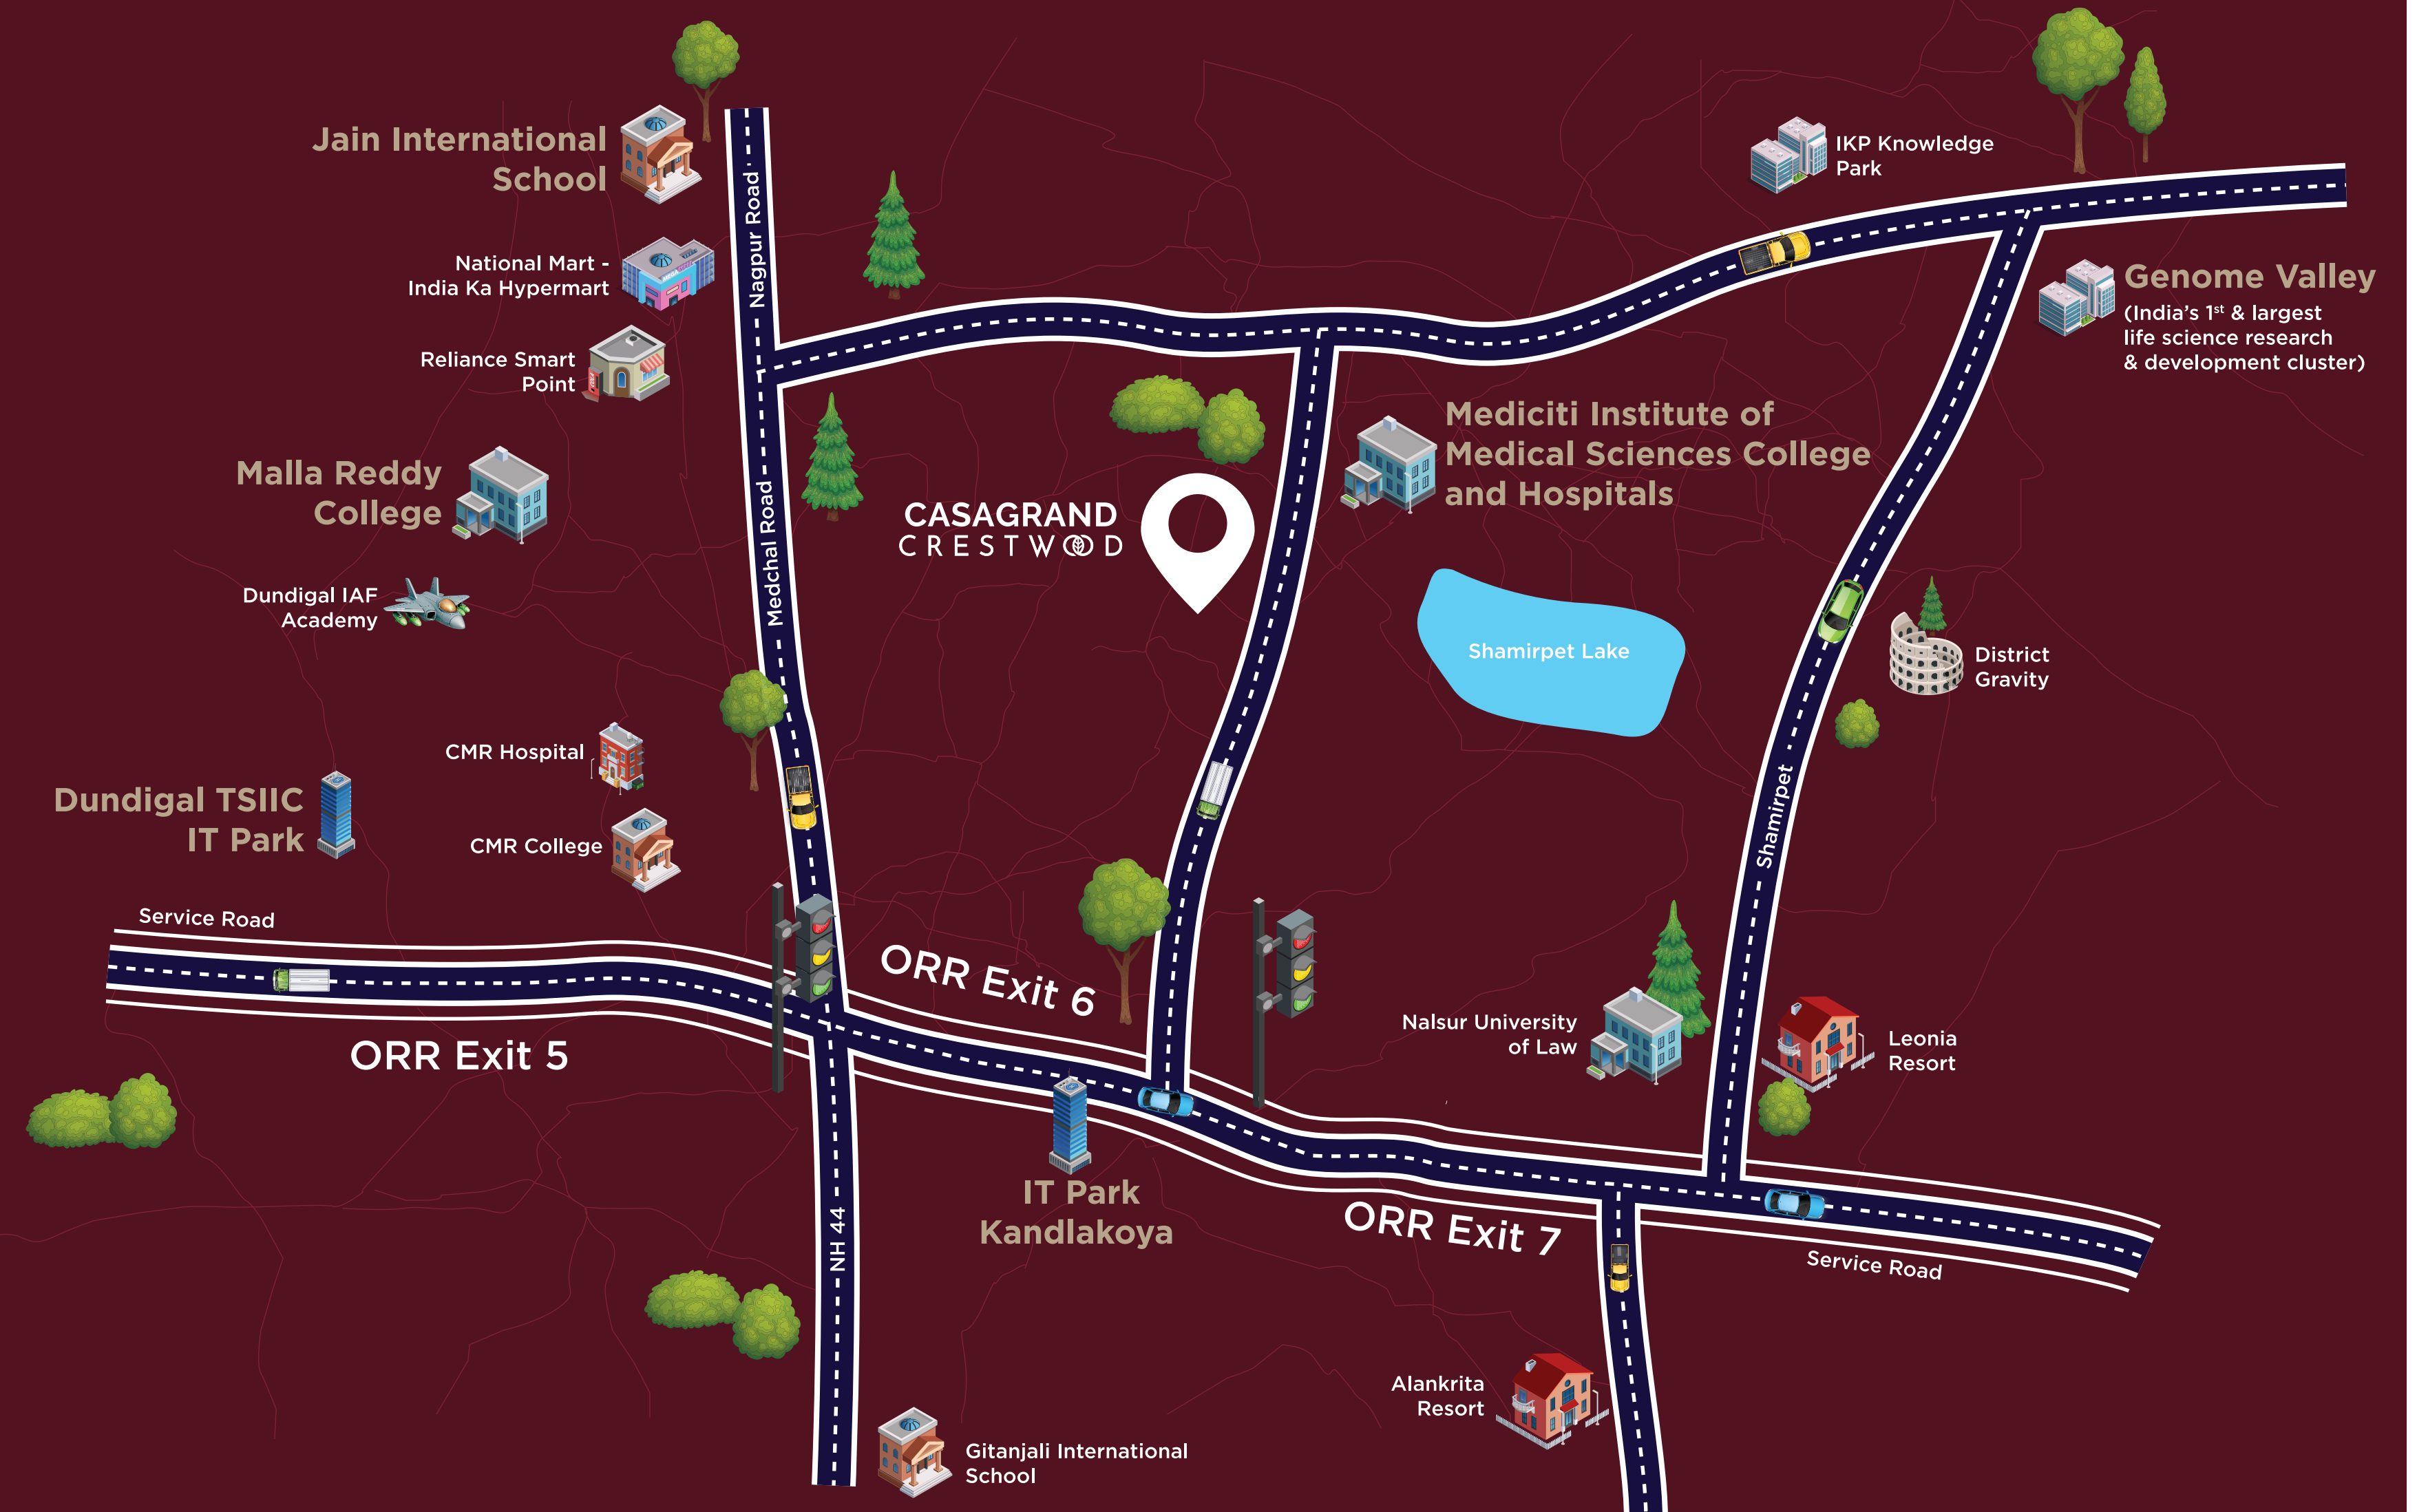 Jain International
School
National Mart -
India Ka Hypermart
Reliance Smart
Point
Malla Reddy
College
Dundigal IAF
Academy
CMR Hospital
Dundigal TSIIC
IT Park
CMR College
Nagpur Road
Medchal Road
CASAGRAND
CRESTWOOD
IKP Knowledge
Park
Genome Valley
(India's 1st & largest
life science research
& development cluster)
Mediciti Institute of
Medical Sciences College
and Hospitals
Shamirpet Lake
District
Gravity
Shamirpet
Service Road
ORR Exit 5
ORR Exit 6
Nalsur University
of Law
Leonia
Resort
IT Park
Kandlakoya
ORR Exit 7
Service Road
NH 44
Alankrita
Resort
Gitanjali International
School